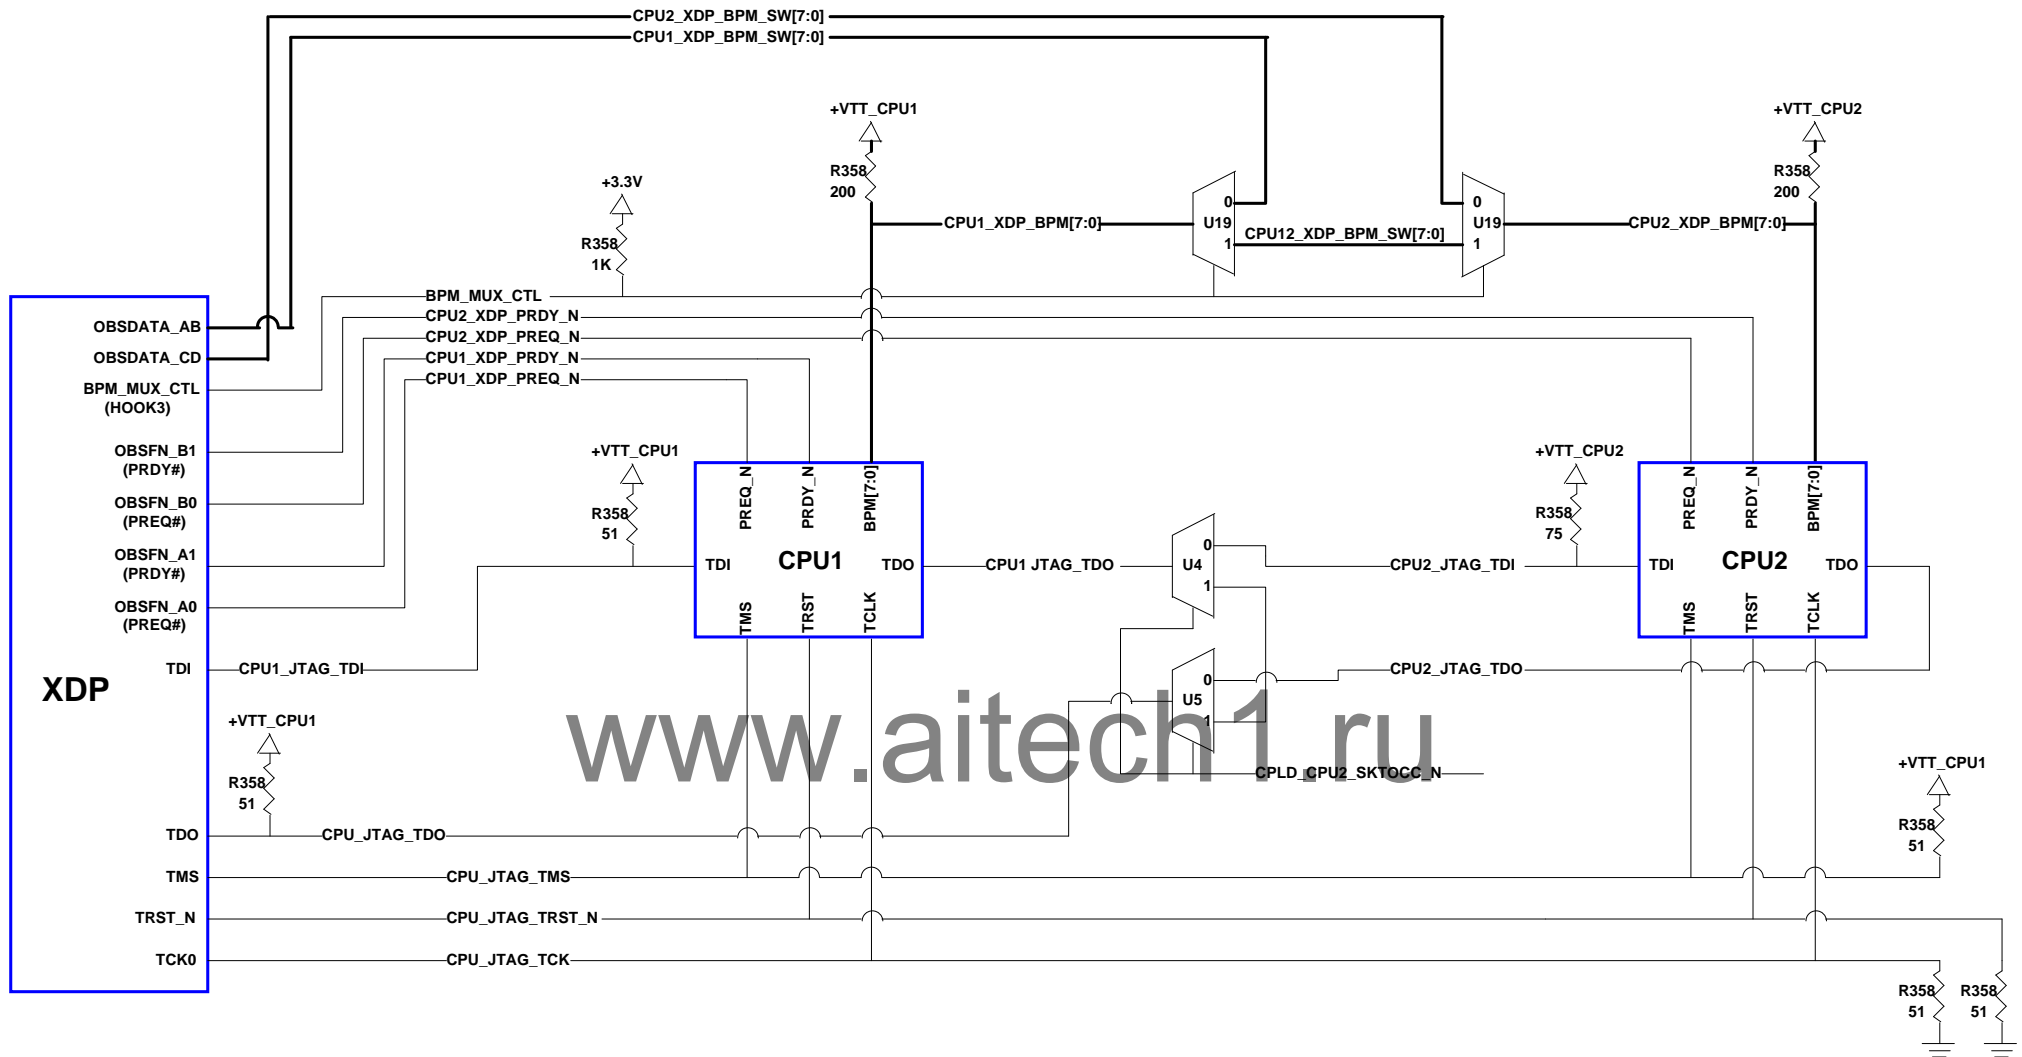 CPU2_XDP_BPM_SW[7:0]
CPU1_XDP_BPM_SW[7:0]
+VTT_CPU1
R358
200
+VTT_CPU2
R358
200
+3.3V
R358
1K
CPU1_XDP_BPM[7:0]
0
U19
1
CPU12_XDP_BPM_SW[7:0]
0
U19
1
CPU2_XDP_BPM[7:0]
BPM_MUX_CTL
CPU2_XDP_PRDY_N
CPU2_XDP_PREQ_N
CPU1_XDP_PRDY_N
CPU1_XDP_PREQ_N
OBSDATA_AB
OBSDATA_CD
BPM_MUX_CTL
(HOOK3)
OBSFN_B1
(PRDY#)
OBSFN_B0
(PREQ#)
OBSFN_A1
(PRDY#)
OBSFN_A0
(PREQ#)
TDI
XDP
TDO
TMS
TRST_N
TCK0
+VTT_CPU1
R358
51
PREQ_N
PRDY_N
BPM[7:0]
TDI
CPU1
TDO
TMS
TRST
TCLK
CPU1 JTAG_TDO
0
U4
1
CPU2_JTAG_TDI
+VTT_CPU2
R358
75
PREQ_N
PRDY_N
BPM[7:0]
TDI
CPU2
TDO
TMS
TRST
TCLK
CPU1_JTAG_TDI
0
U5
1
CPU2_JTAG_TDO
+VTT_CPU1
R358
51
www.aitech1.ru
CPLD_CPU2_SKTOCC_N
+VTT_CPU1
R358
51
CPU_JTAG_TDO
CPU_JTAG_TMS
CPU_JTAG_TRST_N
CPU_JTAG_TCK
R358
51
R358
51